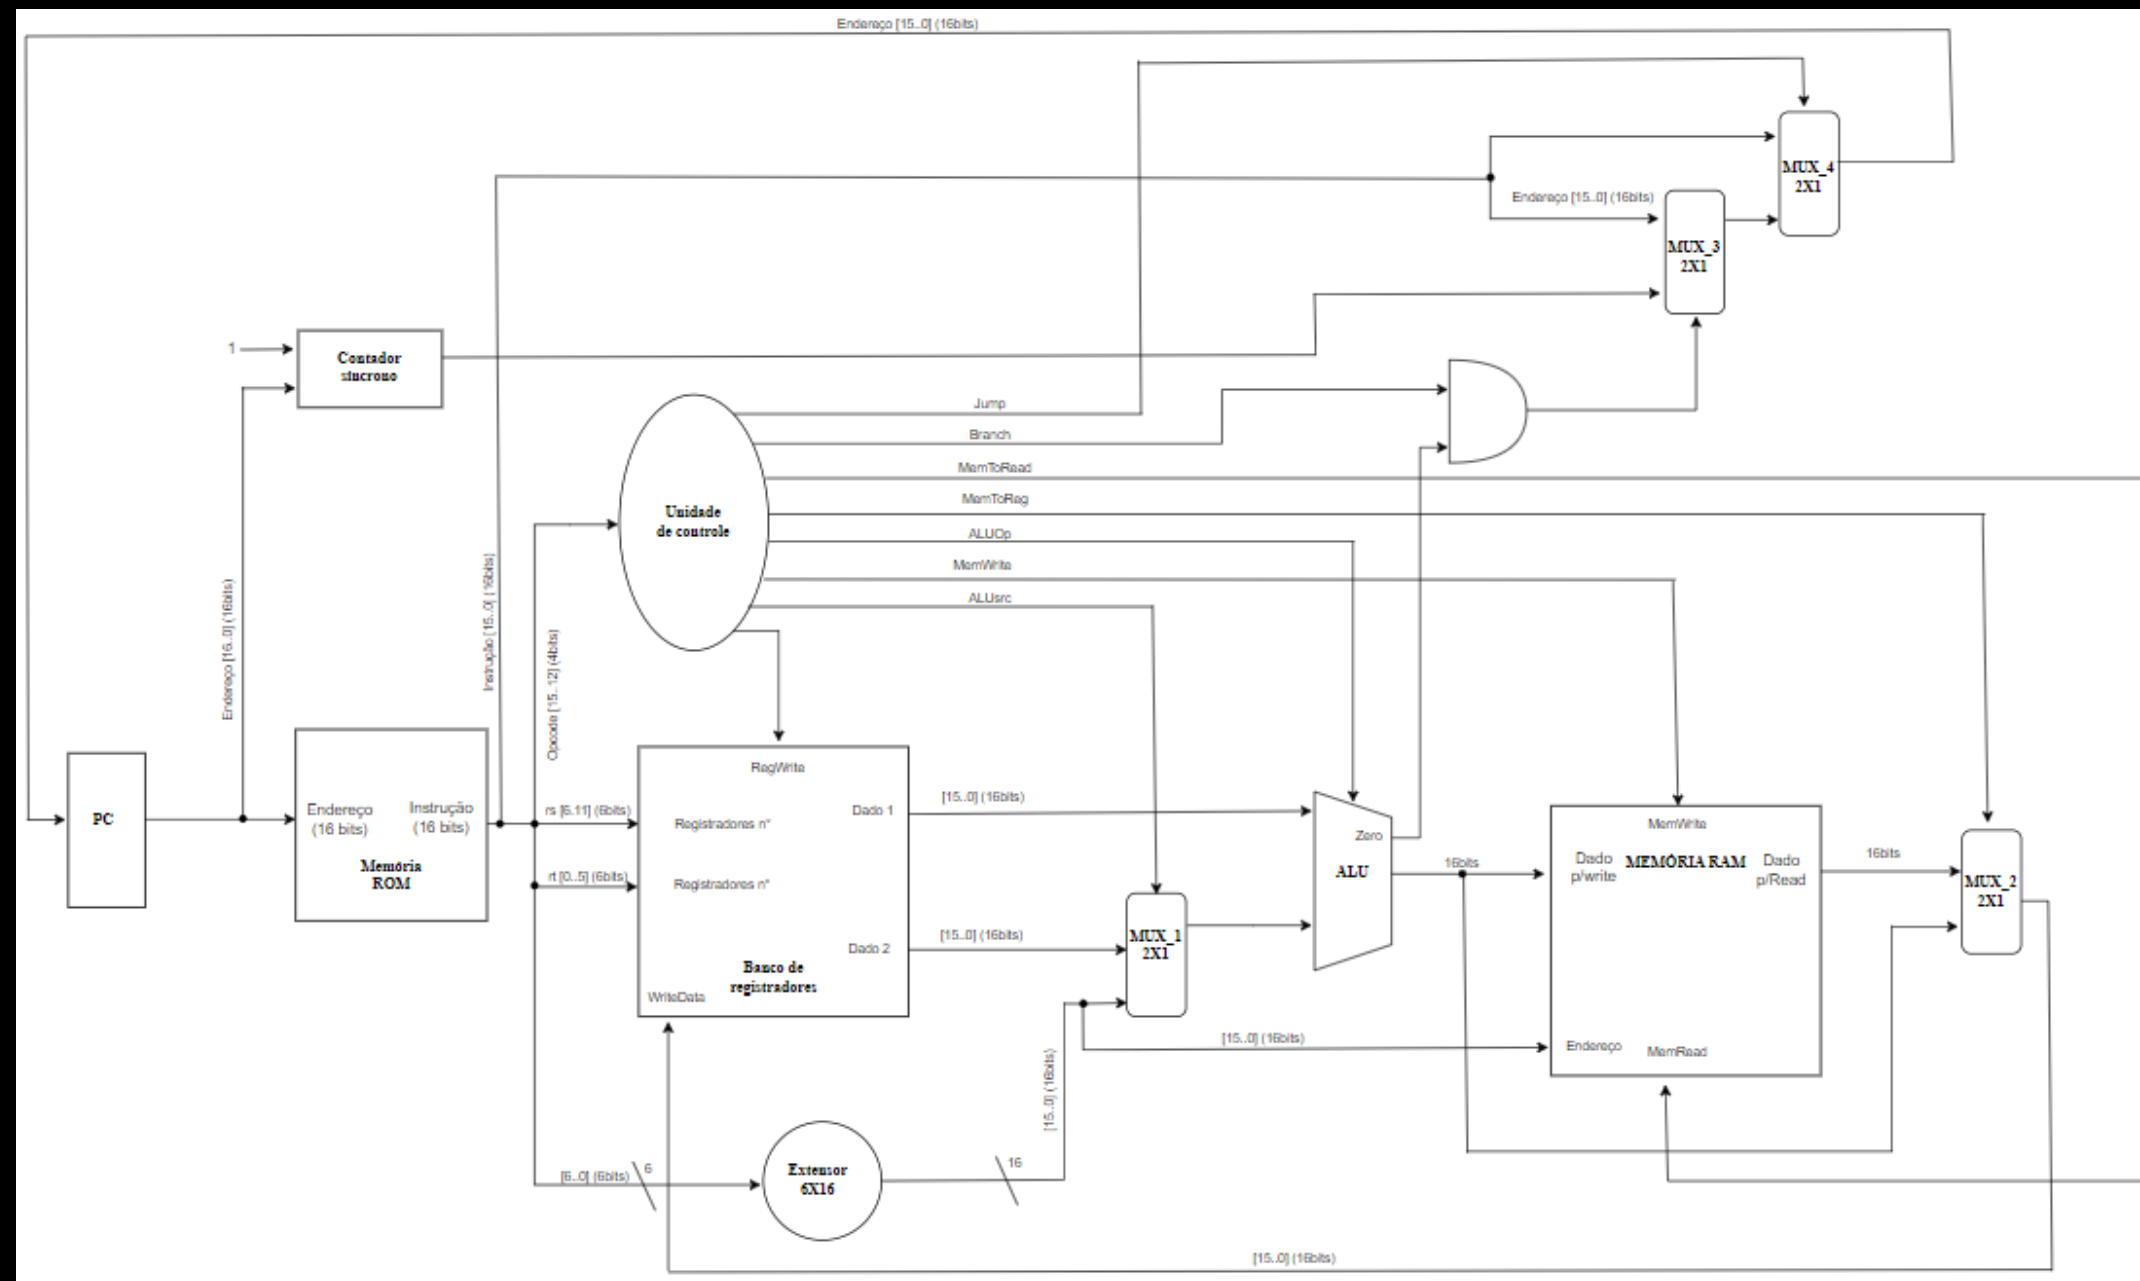 Endereço [15..0] (16bits)
MUX_4
2X1
Endereço [15..0] (16bits)
MUX_3
2X1
1
Contador
síncrono
Jump
Branch
MemToRead
MemToReg
ALUOp
MemWrite
ALUsrc
Unidade
de controle
Endereço [15..0] (16bits)
Instrução [15..0] (16bits)
Opcode [15..12] (4bits)
PC
Endereço
(16 bits)
Instrução
(16 bits)
Memória
ROM
rs [6.11] (6bits)
rt [0..5] (6bits)
RegWrite
Registradores n°
Registradores n°
Dado 1
Dado 2
WriteData
Banco de
registradores
[15..0] (16bits)
[15..0] (16bits)
MUX_1
2X1
Zero
ALU
16bits
MemWrite
Dado
p/write
MEMÓRIA RAM
Dado
p/Read
Endereço
MemRead
16bits
MUX_2
2X1
[15..0] (16bits)
[15..0] (16bits)
[6..0] (6bits)
6
Extensor
6X16
16
[15..0] (16bits)